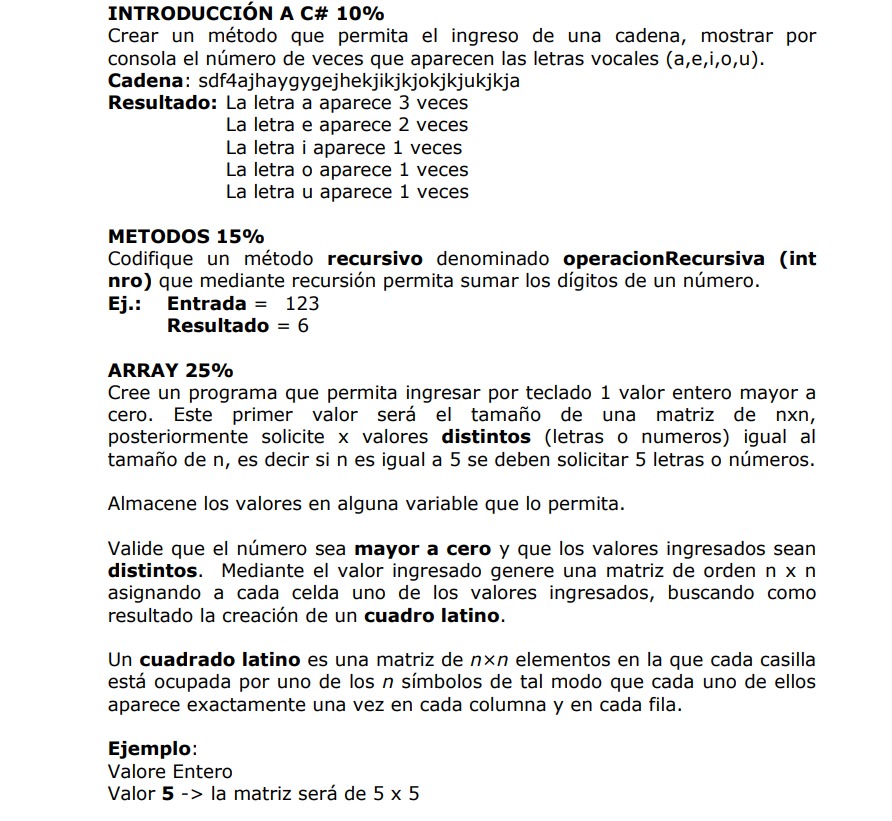 INTRODUCCIÓN A C# 10%
Crear un método que permita el ingreso de una cadena, mostrar por
consola el número de veces que aparecen las letras vocales (a,e,i,o,u).
Cadena: sdf4ajhaygygejhekjikjkjokjkjukjkja
Resultado: La letra a aparece 3 veces
La letra e aparece 2 veces
La letra i aparece 1 veces
La letra o aparece 1 veces
La letra u aparece 1 veces
METODOS 15%
Codifique un método recursivo denominado operacionRecursiva (int
nro) que mediante recursión permita sumar los dígitos de un número.
Ej.: Entrada = 123
Resultado = 6
ARRAY 25%
Cree un programa que permita ingresar por teclado 1 valor entero mayor a
cero. Este primer valor será el tamaño de una matriz de nxn,
posteriormente solicite x valores distintos (letras o numeros) igual al
tamaño de n, es decir si n es igual a 5 se deben solicitar 5 letras o números.
Almacene los valores en alguna variable que lo permita.
Valide que el número sea mayor a cero y que los valores ingresados sean
distintos. Mediante el valor ingresado genere una matriz de orden n x n
asignando a cada celda uno de los valores ingresados, buscando como
resultado la creación de un cuadro latino.
Un cuadrado latino es una matriz de n×n elementos en la que cada casilla
está ocupada por uno de los n símbolos de tal modo que cada uno de ellos
aparece exactamente una vez en cada columna y en cada fila.
Ejemplo:
Valore Entero
Valor 5 -> la matriz será de 5 x 5